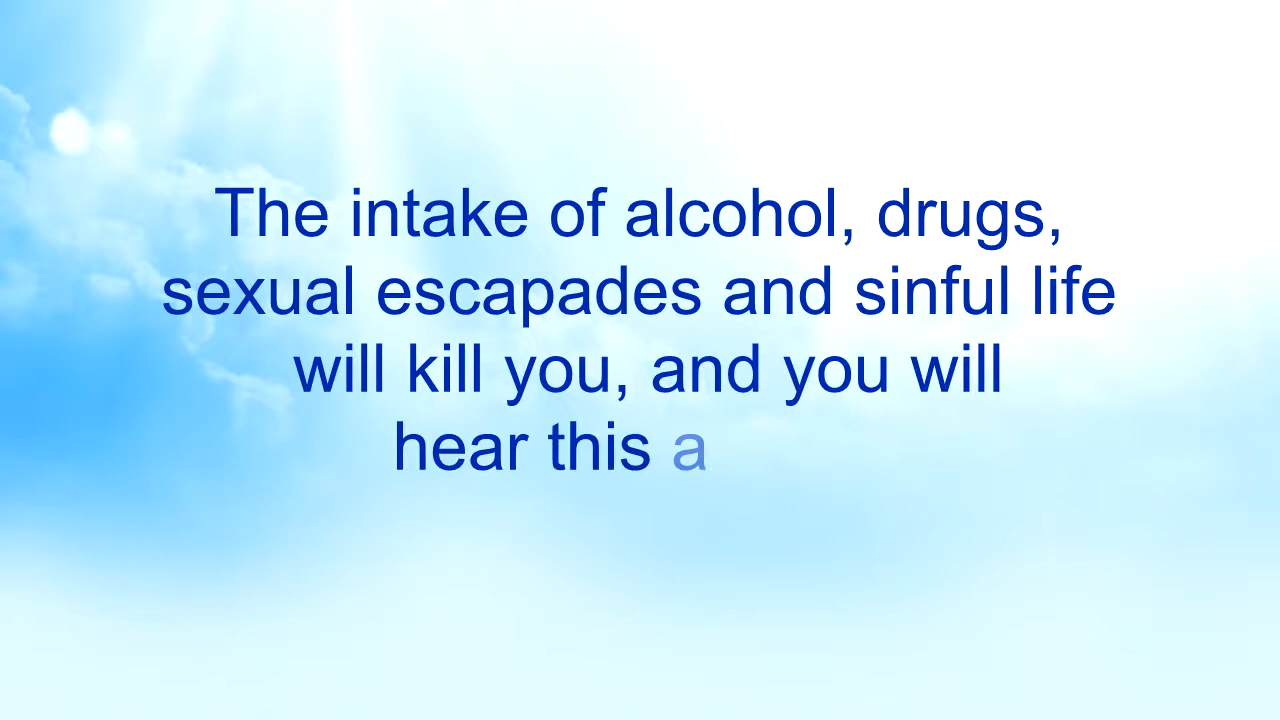 The intake of alcohol, drugs,
sexual escapades and sinful life
will kill you, and you will
hear this a